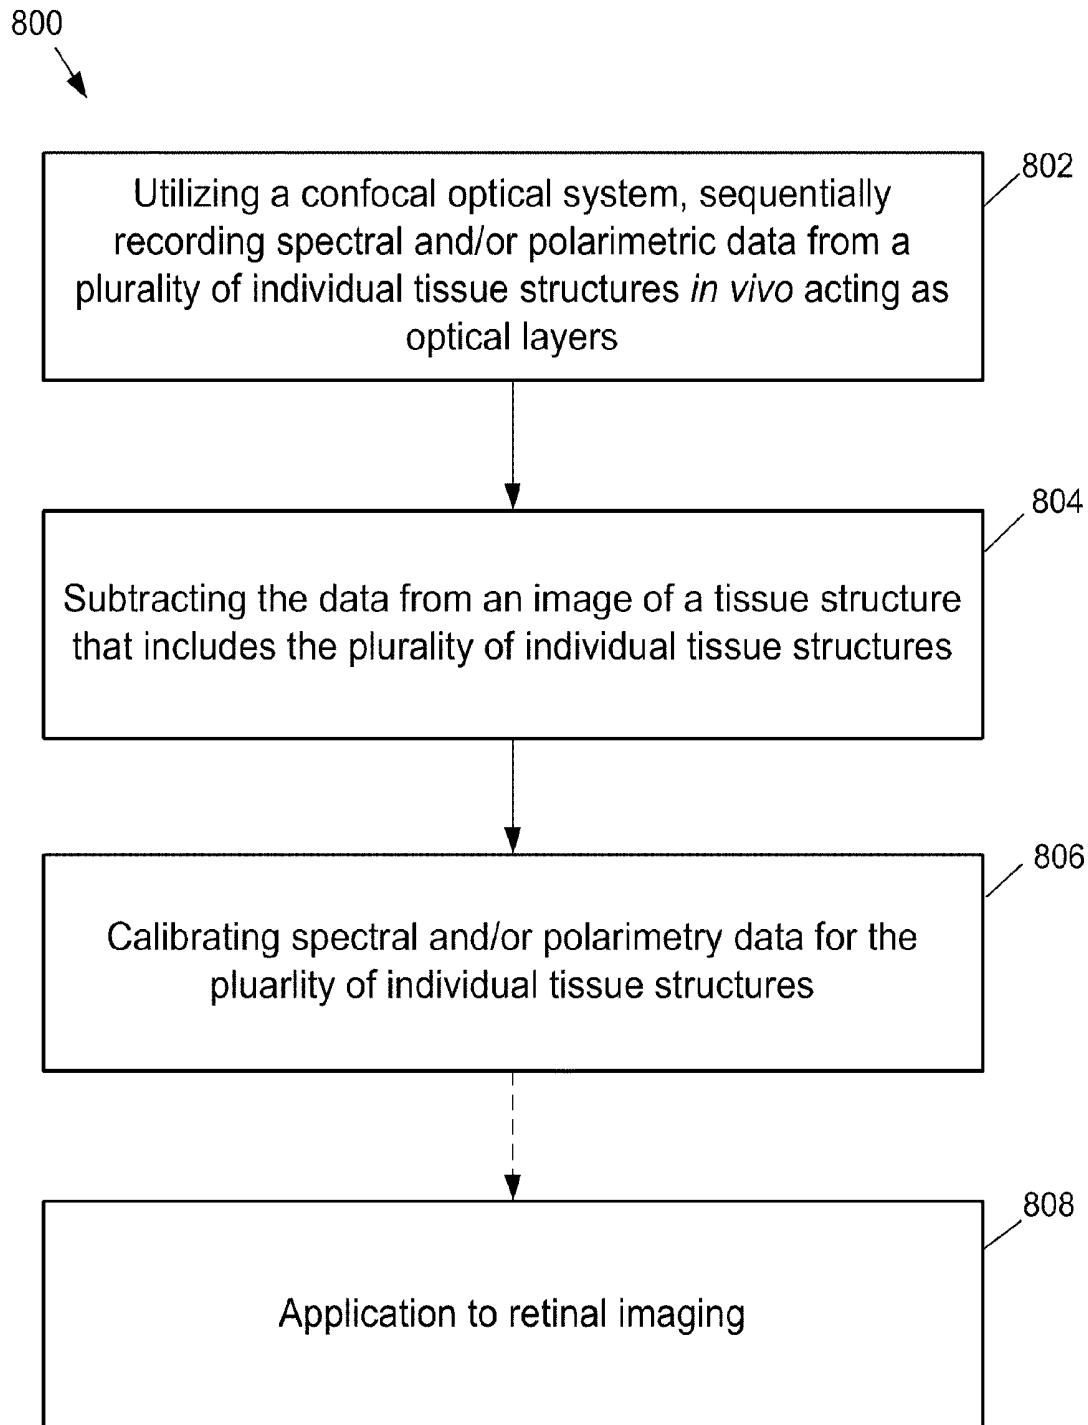 800
802
Utilizing a confocal optical system, sequentially
recording spectral and/or polarimetric data from a
plurality of individual tissue structures in vivo acting as
optical layers
804
Subtracting the data from an image of a tissue structure
that includes the plurality of individual tissue structures
806
Calibrating spectral and/or polarimetry data for the
pluarlity of individual tissue structures
808
Application to retinal imaging